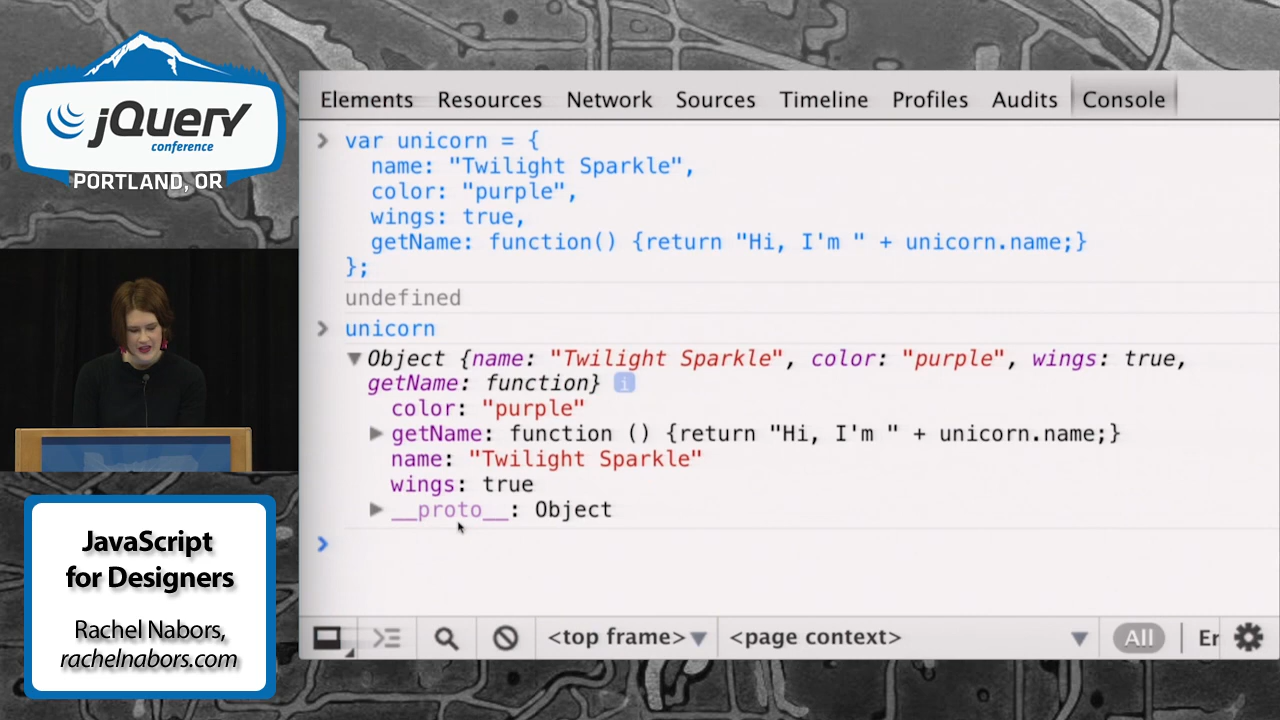 jQuery
conference
PORTLAND, OR
Elements Resources Network Sources Timeline Profiles Audits Console
> var unicorn = {
name: "Twilight Sparkle",
color: "purple",
wings: true,
getName: function() {return "Hi, I'm " + unicorn.name;}
};
undefined
> unicorn
▼Object {name: "Twilight Sparkle", color: "purple", wings: true,
getName: function} i
color: "purple"
▶ getName: function () {return "Hi, I'm " + unicorn.name;}
name: "Twilight Sparkle"
wings: true
▶ __proto__: Object
>
<top frame> ▼ <page context> ▼ All | Er
JavaScript
for Designers
Rachel Nabors,
rachelnabors.com